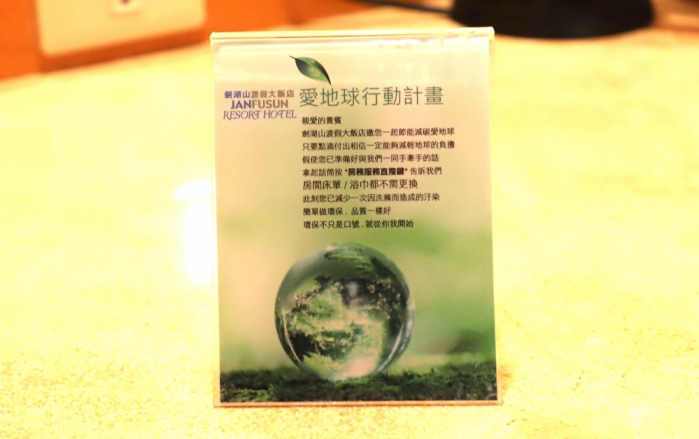 劍湖山渡假大飯店
JANFUSUN
RESORT HOTEL
愛地球行動計畫
親愛的貴賓
劍湖山渡假大飯店邀您一起節能減碳愛地球
只要點滴付出相信一定能夠減輕地球的負擔
假使您已準備好與我們一同手牽手的話
拿起話筒按 "房務服務直撥鍵" 告訴我們
房間床單 / 浴巾都不需更換
此刻您已減少一次因洗滌而造成的汙染
簡單做環保，品質一樣好
環保不只是口號，就從你我開始